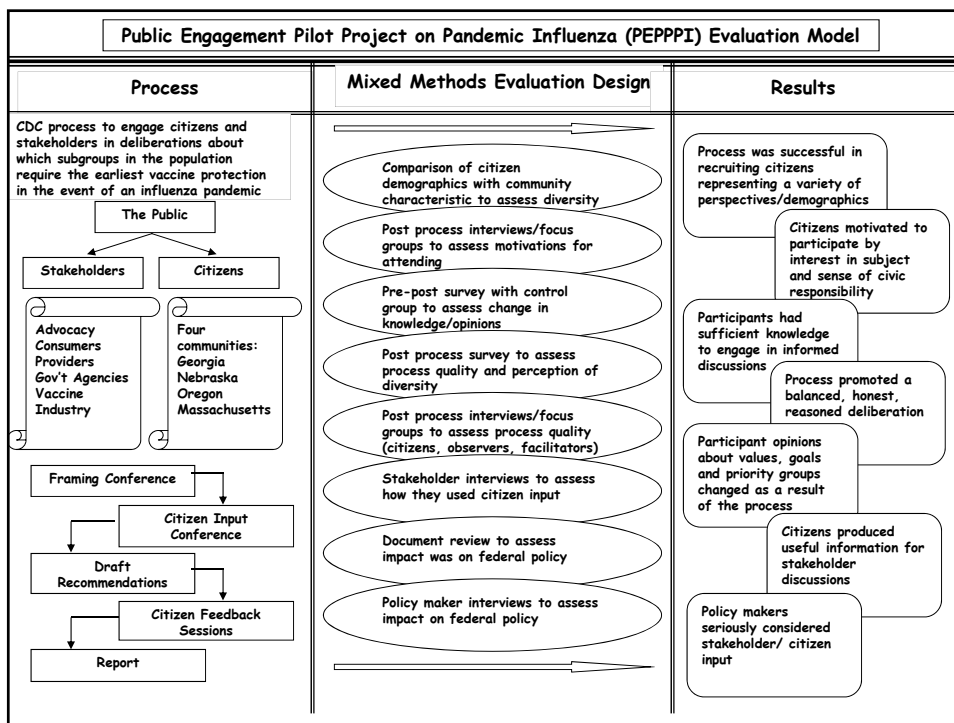 Public Engagement Pilot Project on Pandemic Influenza (PEPPPI) Evaluation Model
Process
CDC process to engage citizens and
stakeholders in deliberations about
which subgroups in the population
require the earliest vaccine protection
in the event of an influenza pandemic
The Public
Stakeholders
Citizens
Advocacy
Consumers
Providers
Gov't Agencies
Vaccine
Industry
Four
communities:
Georgia
Nebraska
Oregon
Massachusetts
Framing Conference
Citizen Input
Conference
Draft
Recommendations
Citizen Feedback
Sessions
Report
Mixed Methods Evaluation Design
Comparison of citizen
demographics with community
characteristic to assess diversity
Post process interviews/focus
groups to assess motivations for
attending
Pre-post survey with control
group to assess change in
knowledge/opinions
Post process survey to assess
process quality and perception of
diversity
Post process interviews/focus
groups to assess process quality
(citizens, observers, facilitators)
Stakeholder interviews to assess
how they used citizen input
Document review to assess
impact was on federal policy
Policy maker interviews to assess
impact on federal policy
Results
Process was successful in
recruiting citizens
representing a variety of
perspectives/demographics
Citizens motivated to
participate by
interest in subject
and sense of civic
responsibility
Participants had
sufficient knowledge
to engage in informed
discussions
Process promoted a
balanced, honest,
reasoned deliberation
Participant opinions
about values, goals
and priority groups
changed as a result
of the process
Citizens produced
useful information for
stakeholder
discussions
Policy makers
seriously considered
stakeholder/ citizen
input